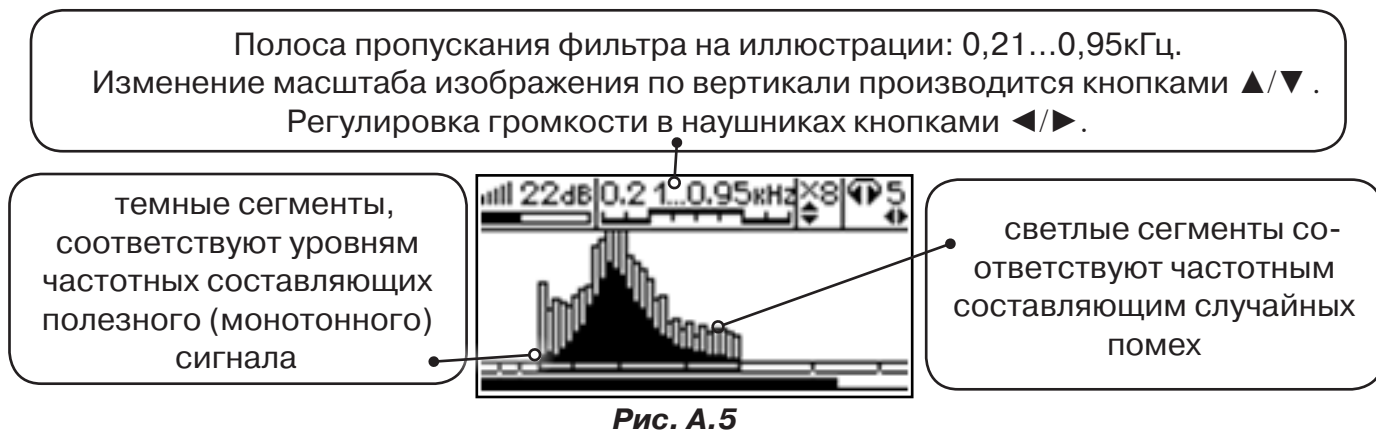 Полоса пропускания фильтра на иллюстрации: 0,21...0,95кГц.
Изменение масштаба изображения по вертикали производится кнопками ▲/▼ .
Регулировка громкости в наушниках кнопками ◄/►.
темные сегменты,
соответствуют уровням
частотных составляющих
полезного (монотонного)
сигнала
22dB 0.21...0.95кHz ×8 5
светлые сегменты со-
ответствуют частотным
составляющим случайных
помех
Рис. А.5